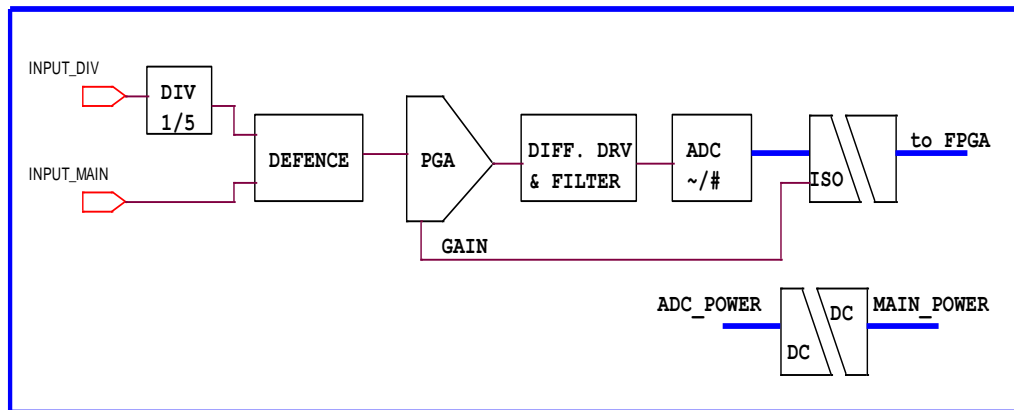 INPUT_DIV
DIV
1/5
INPUT_MAIN
DEFENCE
PGA
DIFF. DRV
& FILTER
ADC
~/#
ISO
to FPGA
GAIN
ADC_POWER
DC
DC
MAIN_POWER